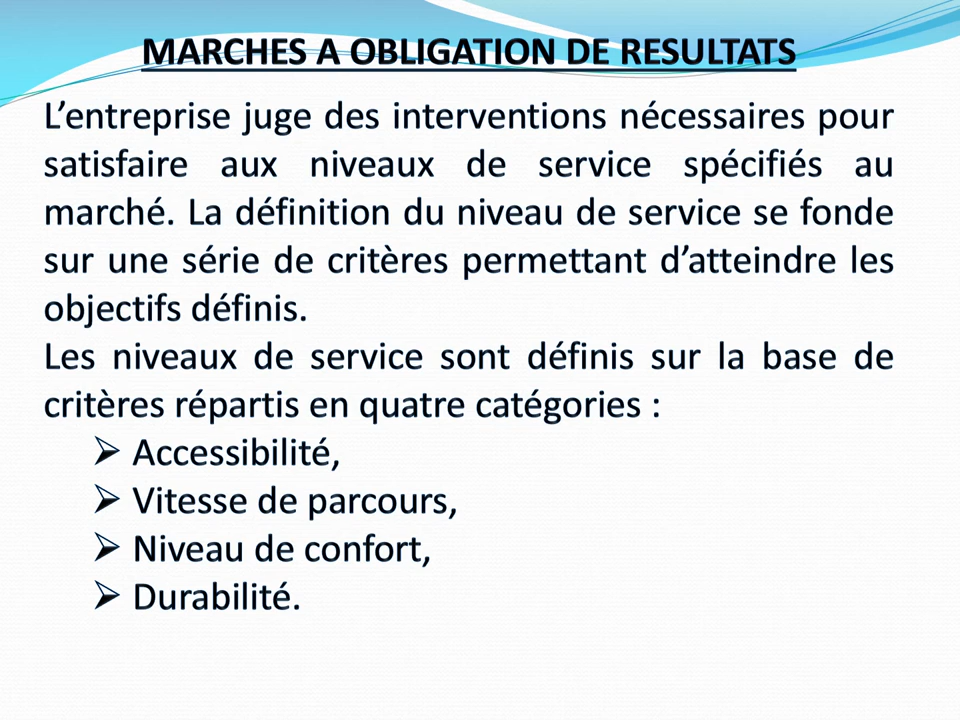 MARCHES A OBLIGATION DE RESULTATS
L’entreprise juge des interventions nécessaires pour
satisfaire aux niveaux de service spécifiés au
marché. La définition du niveau de service se fonde
sur une série de critères permettant d’atteindre les
objectifs définis.
Les niveaux de service sont définis sur la base de
critères répartis en quatre catégories :
➢ Accessibilité,
➢ Vitesse de parcours,
➢ Niveau de confort,
➢ Durabilité.